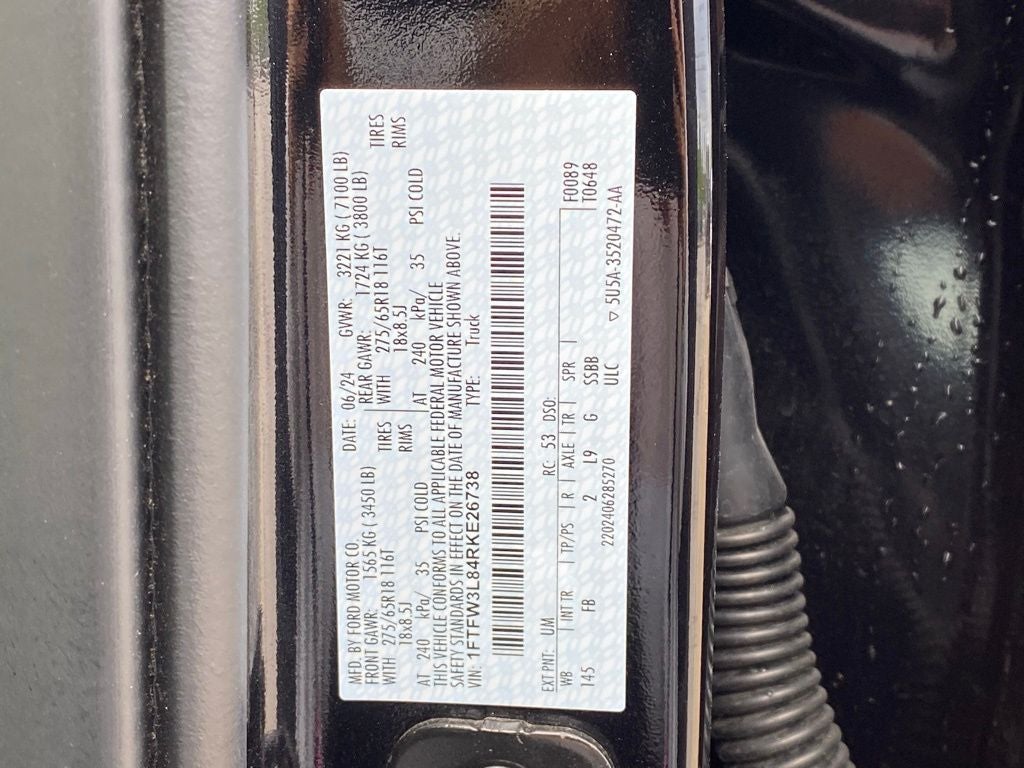 MFD. BY FORD MOTOR CO.
DATE: 06/24 GVWR: 3221 KG ( 7100 LB)
FRONT GAWR: 1565 KG ( 3450 LB) REAR GAWR: 1724 KG ( 3800 LB)
WITH 275/65R18 116T TIRES WITH 275/65R18 116T TIRES
18x8.5J RIMS 18x8.5J RIMS
AT 240 kPa/ 35 PSI COLD AT 240 kPa/ 35 PSI COLD
THIS VEHICLE CONFORMS TO ALL APPLICABLE FEDERAL MOTOR VEHICLE
SAFETY STANDARDS IN EFFECT ON THE DATE OF MANUFACTURE SHOWN ABOVE.
VIN: 1FTFW3L84RKE26738 TYPE: Truck
EXT PNT: UM RC: 53 DSO: F0089
WB | INT TR | TP/PS | R | AXLE | TR | SPR | T0648
145 FB 2 L9 G SSBB
2202406285270 ULC ▽ 5U5A-3520472-AA